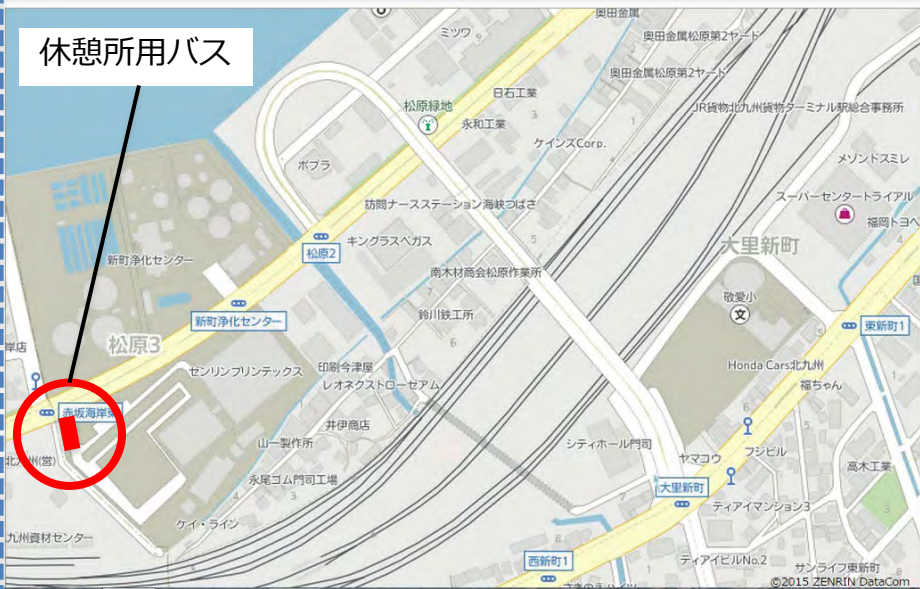 休憩所用バス
奥田金属
ミツワ
奥田金属松原第2ヤード
奥田金属松原第2ヤード
日石工業
松原緑地
永和工業
JR貨物北九州貨物ターミナル駅総合事務所
ケインズCorp.
ポプラ
メゾンドスミレ
スーパーセンタートライアル
訪問ナースステーション海峡つばさ
福岡トヨペ
松原2
キングラスベガス
大里新町
新町浄化センター
南木材商会松原作業所
敬愛小
文
新町浄化センター
鈴川鉄工所
東新町1
松原3
岸店
センリンプリンテックス
印刷今津屋
レオネクストローゼアム
Honda Cars北九州
福ちゃん
赤坂海岸東
井伊商店
山一製作所
シティホール門司
北九州(営)
ヤマコウ
フジビル
高木工業
永尾ゴム門司工場
大里新町
ティアイマンション3
ケイ・ライン
九州資材センター
西新町1
ティアイビルNo.2
サンライフ東新町
©2015 ZENRIN DataCom